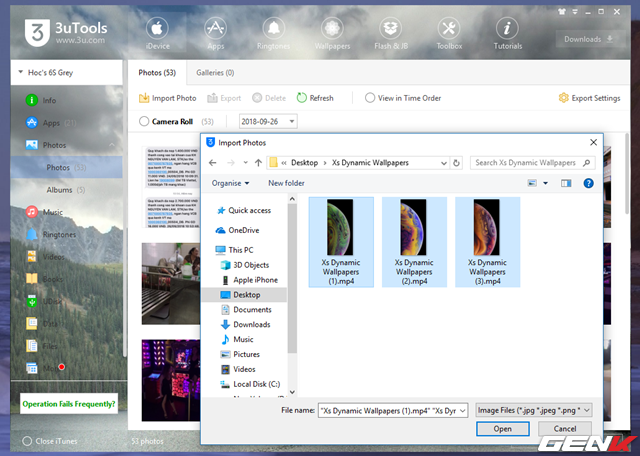 3uTools
www.3u.com
iDevice
Apps
Ringtones
Wallpapers
Flash & JB
Toolbox
Tutorials
Downloads
Hoc's 6S Grey
Photos (53)
Galleries (0)
Info
Import Photo
Export
Delete
Refresh
View in Time Order
Export Settings
Apps
Camera Roll (53)
2018-09-26
Photos
Photos
Albums
Music
Ringtones
Videos
Books
UDisk
Data
Files
Operation Fails Frequently?
Close iTunes
53 photos
Import Photos
« Desktop > Xs Dynamic Wallpapers
Search Xs Dynamic Wallpapers
Organise
New folder
Quick access
OneDrive
This PC
3D Objects
Apple iPhone
Desktop
Documents
Downloads
Music
Pictures
Videos
Local Disk (C:)
Xs Dynamic
Wallpapers
(1).mp4
Xs Dynamic
Wallpapers
(2).mp4
Xs Dynamic
Wallpapers
(3).mp4
File name:
"Xs Dynamic Wallpapers (1).mp4" "Xs Dyr
Image Files (*.jpg *.jpeg *.png *
Open
Cancel
GENK